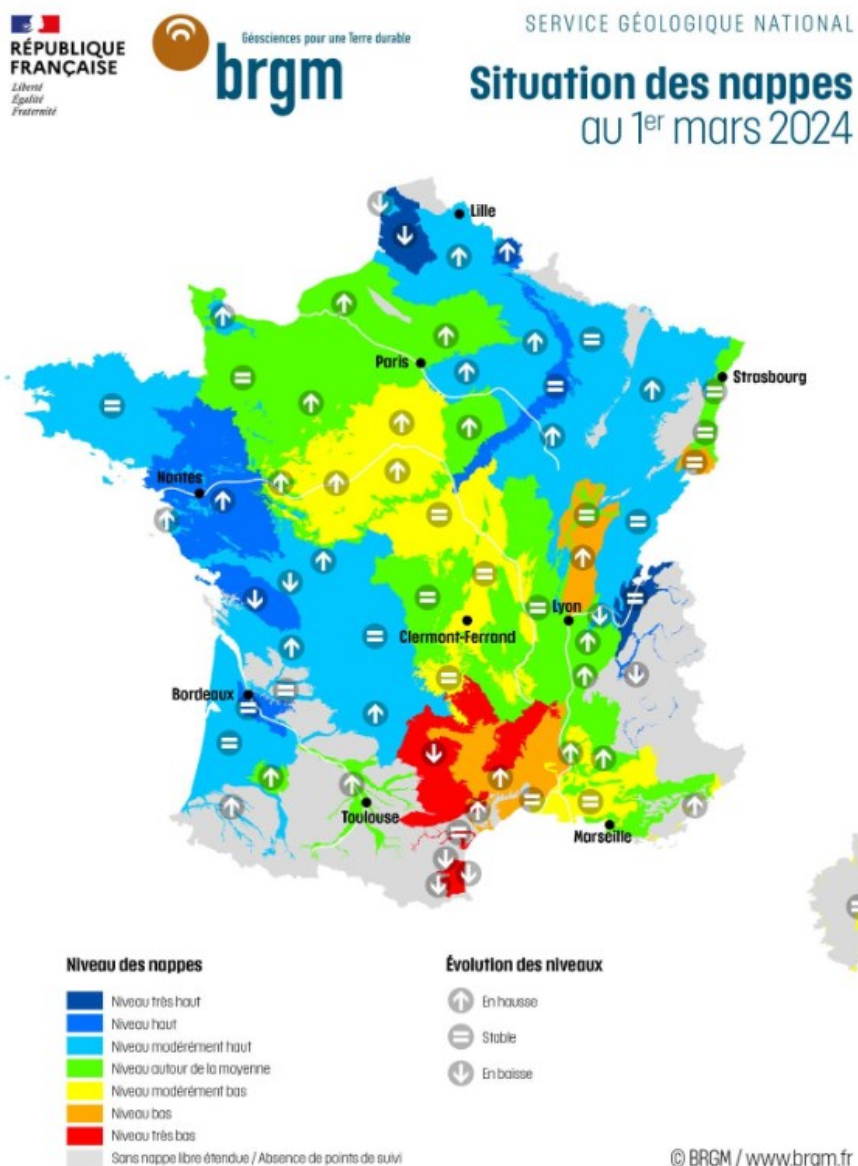 RÉPUBLIQUE
FRANÇAISE
Liberté
Égalité
Fraternité
Géosciences pour une Terre durable
brgm
SERVICE GÉOLOGIQUE NATIONAL
Situation des nappes
au 1er mars 2024
Lille
Paris
Strasbourg
Nantes
Lyon
Clermont-Ferrand
Bordeaux
Toulouse
Marseille
Niveau des nappes
Niveau très haut
Niveau haut
Niveau modérément haut
Niveau autour de la moyenne
Niveau modérément bas
Niveau bas
Niveau très bas
Sans nappe libre étendue / Absence de points de suivi
Évolution des niveaux
En hausse
Stable
En baisse
© BRGM / www.brgm.fr